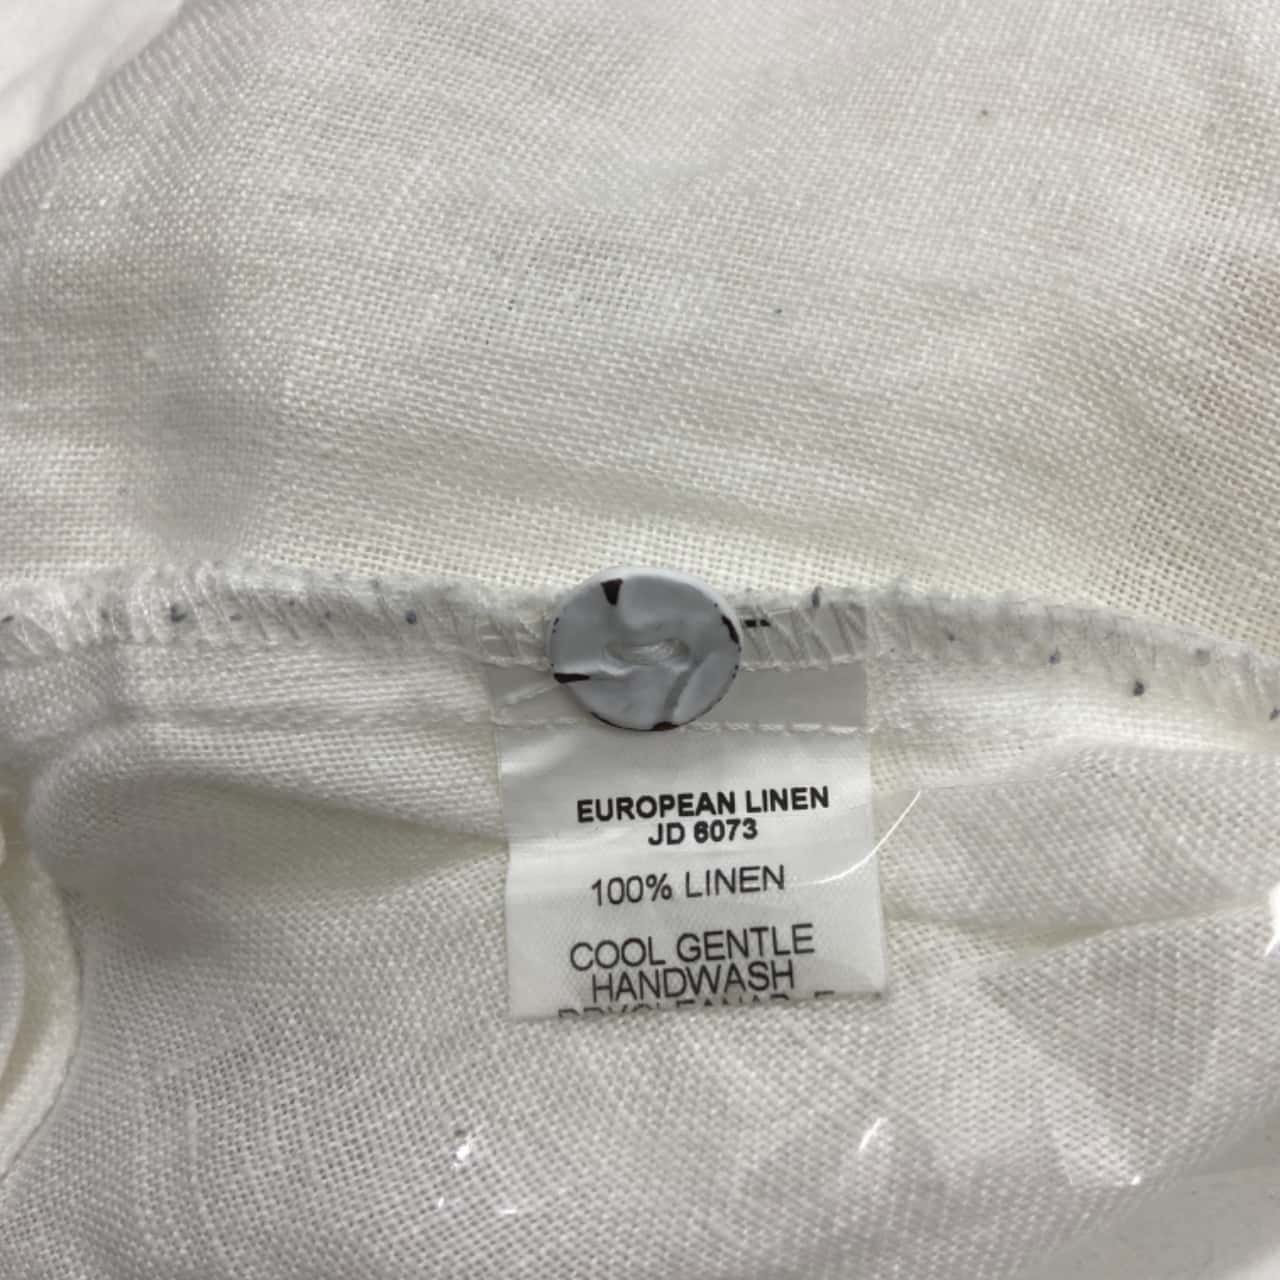 EUROPEAN LINEN
JD 6073
100% LINEN
COOL GENTLE
HANDWASH